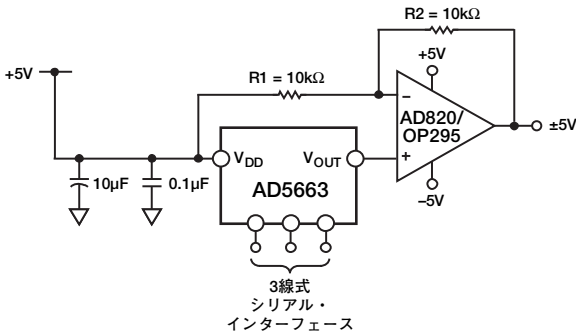 R2 = 10kΩ
+5V
R1 = 10kΩ
+5V
−
AD820/
OP295
±5V
+
−5V
VDD
VOUT
AD5663
10µF
0.1µF
3線式
シリアル・
インターフェース